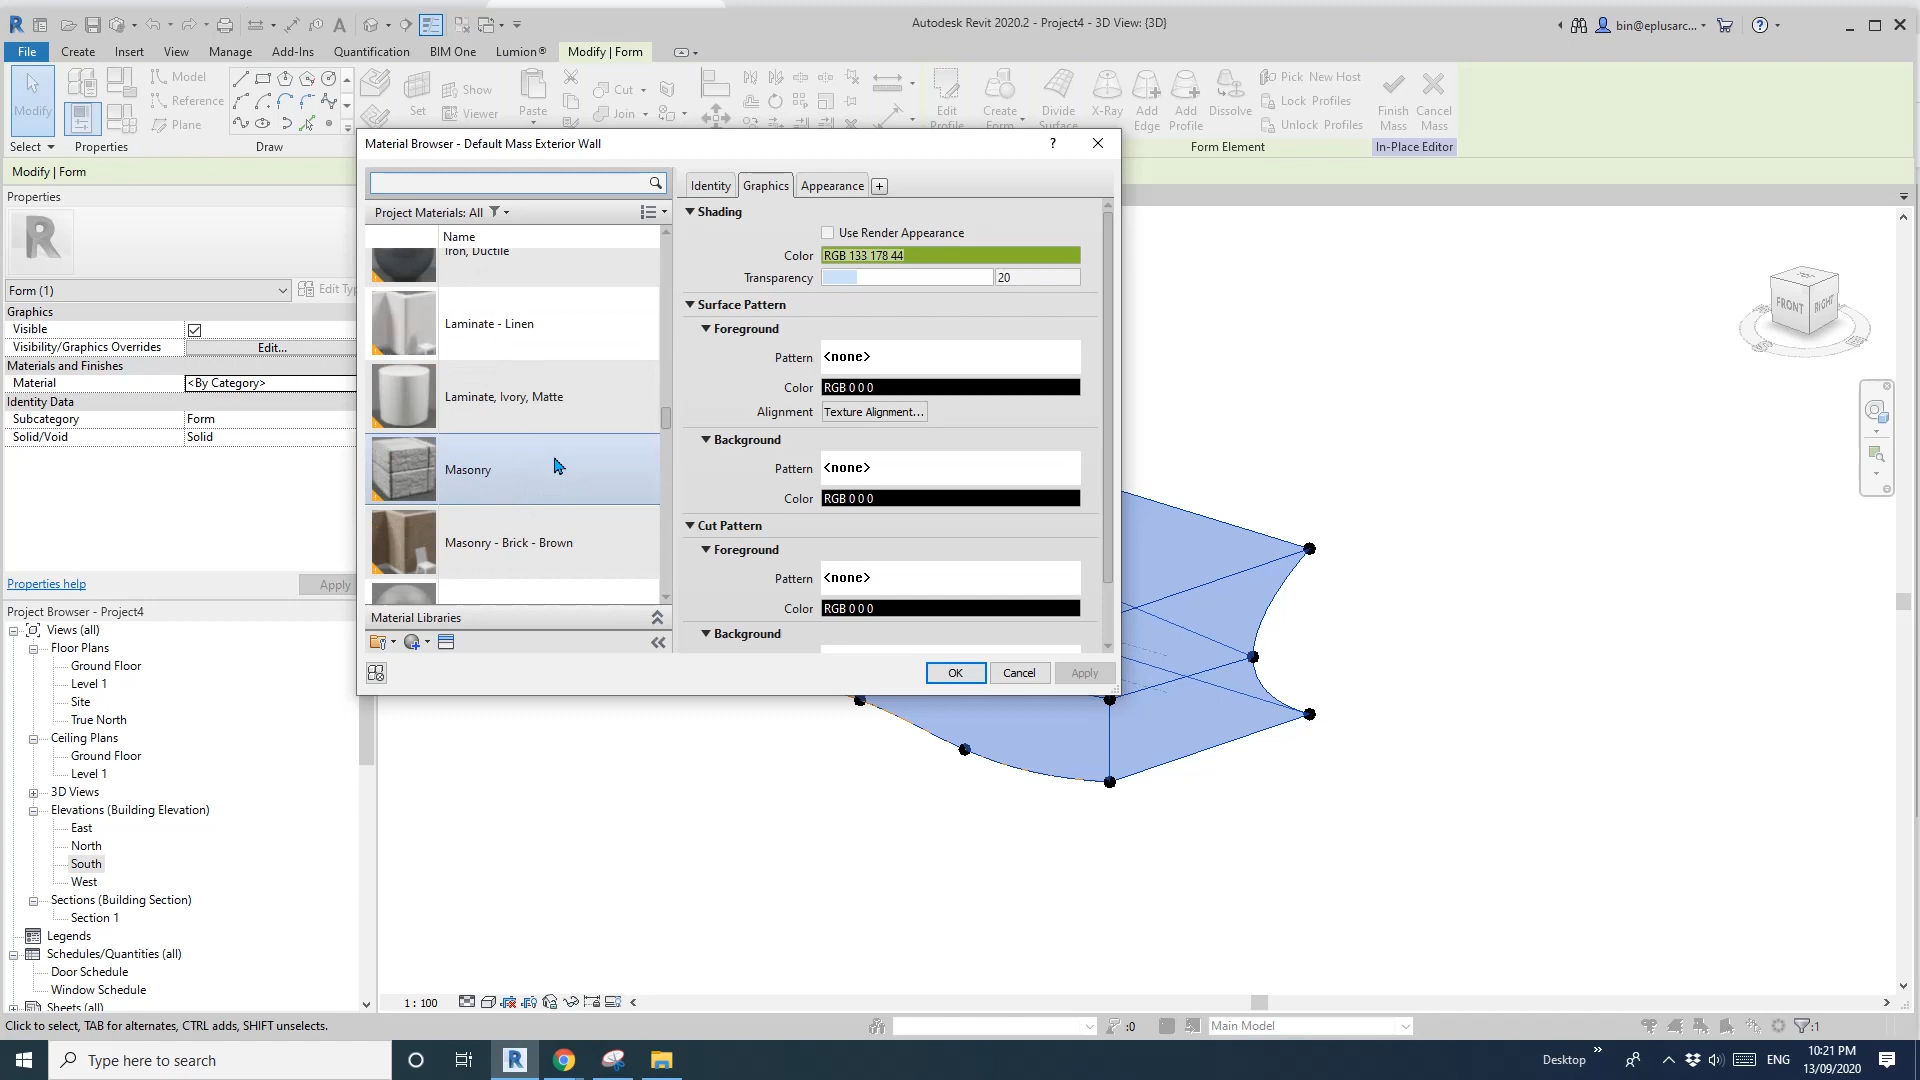 Autodesk Revit 2020.2 - Project4 - 3D View: {3D}
bin@eplusarc...
File Create Insert View Manage Add-Ins Quantification BIM One Lumion® Modify | Form
Modify
Model
Reference
Plane
Set
Show
Viewer
Paste
Cut
Join
Edit Profile
Create Form
Divide Surface
X-Ray
Add Edge
Add Profile
Dissolve
Pick New Host
Lock Profiles
Unlock Profiles
Finish Mass
Cancel Mass
Select Properties Draw Form Element In-Place Editor
Modify | Form
Properties
Form (1)
Edit Typ
Graphics
Visible
Visibility/Graphics Overrides Edit...
Materials and Finishes
Material <By Category>
Identity Data
Subcategory Form
Solid/Void Solid
Properties help Apply
Project Browser - Project4
Views (all)
Floor Plans
Ground Floor
Level 1
Site
True North
Ceiling Plans
Ground Floor
Level 1
3D Views
Elevations (Building Elevation)
East
North
South
West
Sections (Building Section)
Section 1
Legends
Schedules/Quantities (all)
Door Schedule
Window Schedule
Sheets (all)
Material Browser - Default Mass Exterior Wall
?
Project Materials: All
Name
Iron, Ductile
Laminate - Linen
Laminate, Ivory, Matte
Masonry
Masonry - Brick - Brown
Material Libraries
Identity Graphics Appearance
Shading
Use Render Appearance
Color RGB 133 178 44
Transparency 20
Surface Pattern
Foreground
Pattern <none>
Color RGB 0 0 0
Alignment Texture Alignment...
Background
Pattern <none>
Color RGB 0 0 0
Cut Pattern
Foreground
Pattern <none>
Color RGB 0 0 0
Background
OK Cancel Apply
TOP
FRONT RIGHT
1 : 100
Click to select, TAB for alternates, CTRL adds, SHIFT unselects.
:0
Main Model
:1
Type here to search
Desktop
ENG
10:21 PM
13/09/2020